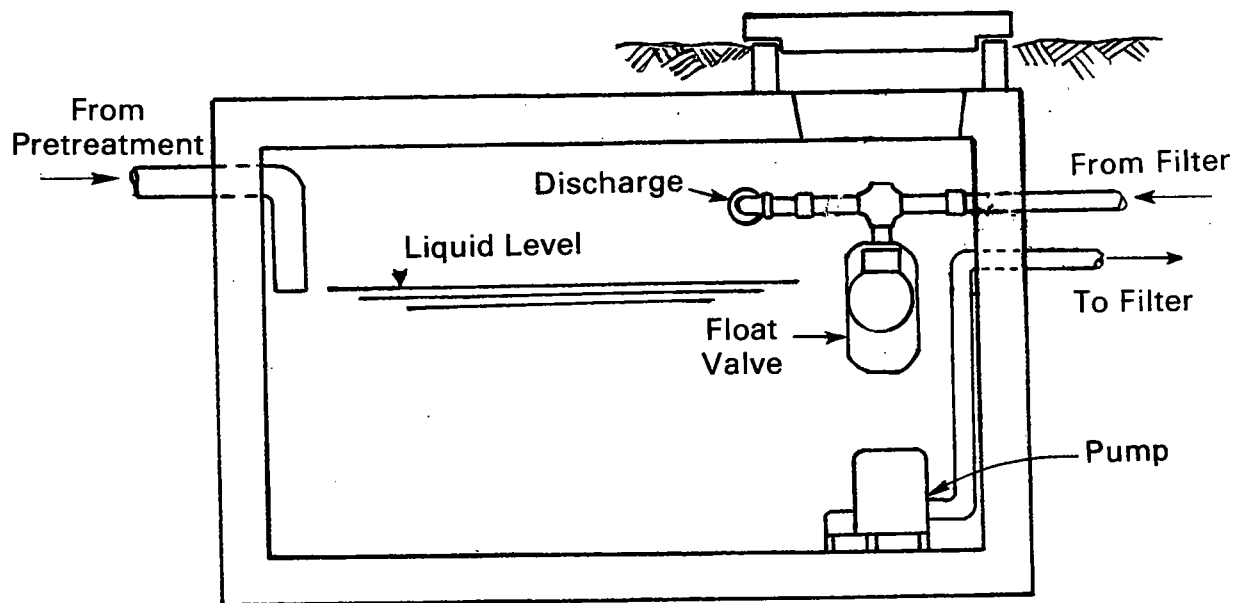 From
Pretreatment
Discharge
From Filter
Liquid Level
To Filter
Float
Valve
Pump